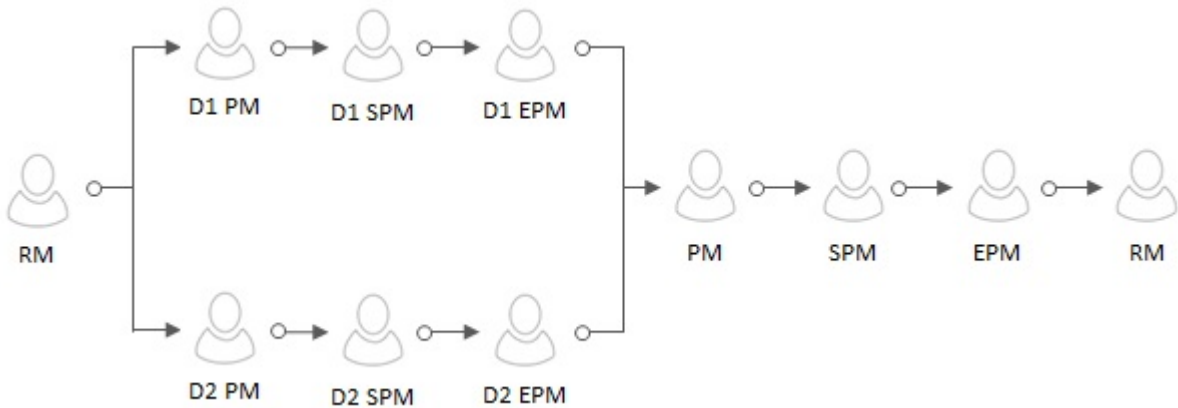 D1 PM
D1 SPM
D1 EPM
RM
PM
SPM
EPM
RM
D2 PM
D2 SPM
D2 EPM